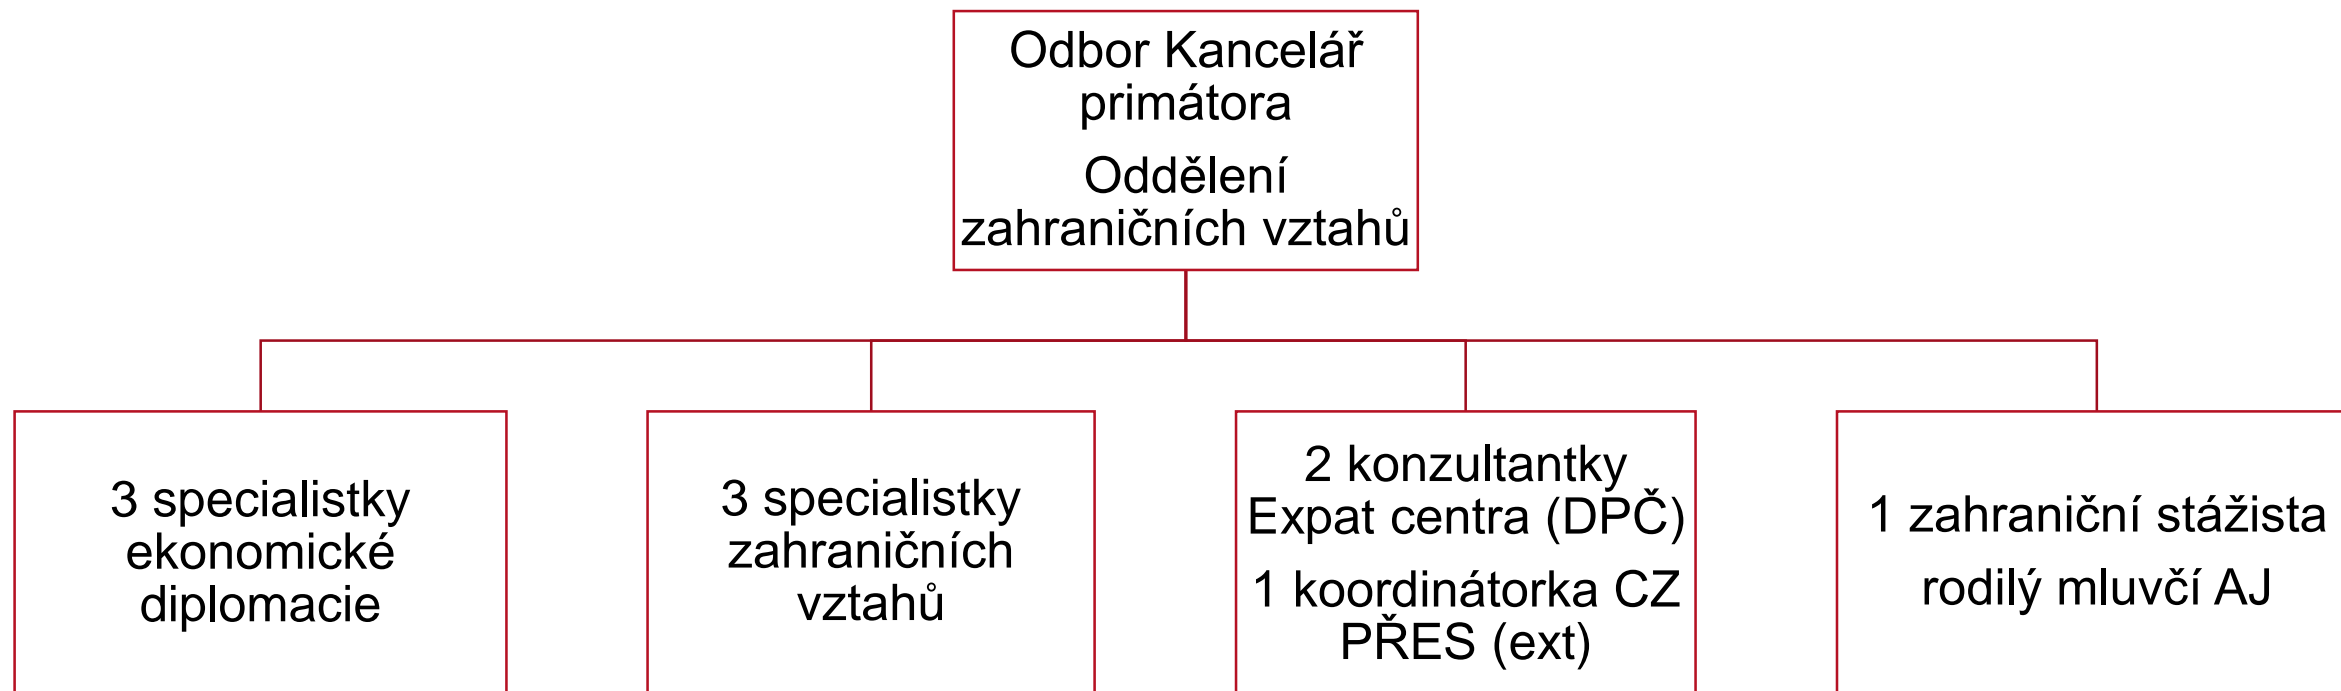 Odbor Kancelář
primátora
Oddělení
zahraničních vztahů
3 specialistky
ekonomické
diplomacie
3 specialistky
zahraničních
vztahů
2 konzultantky
Expat centra (DPČ)
1 koordinátorka CZ
PŘES (ext)
1 zahraniční stážista
rodilý mluvčí AJ